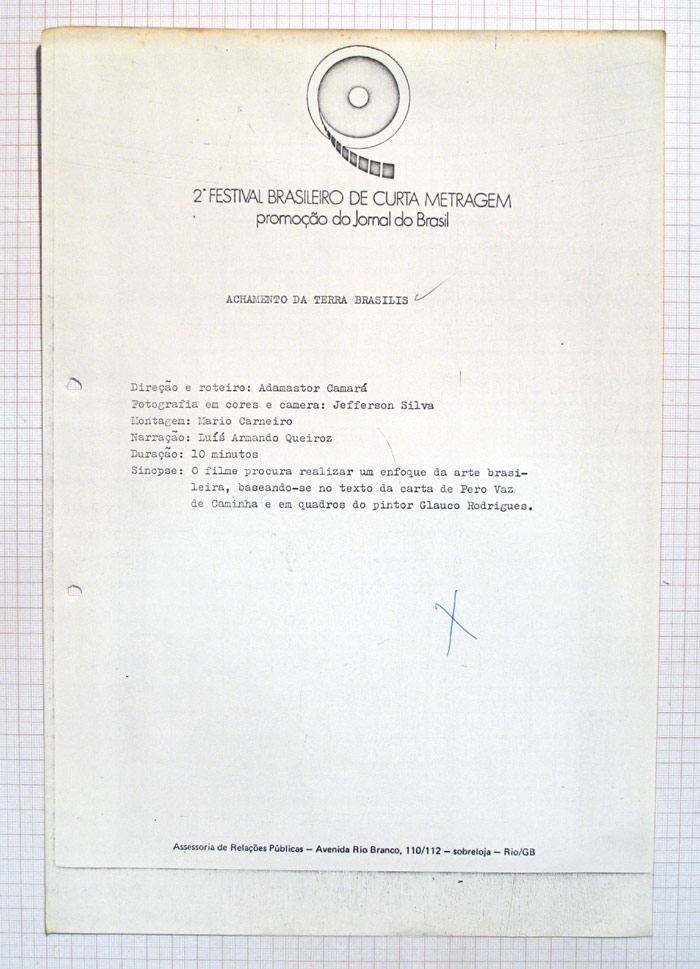 2º FESTIVAL BRASILEIRO DE CURTA METRAGEM
promoção do Jornal do Brasil
ACHAMENTO DA TERRA BRASILIS
Direção e roteiro: Adamastor Camará
Fotografia em cores e camera: Jefferson Silva
Montagem: Mario Carneiro
Narração: Luíś Armando Queiroz
Duração: 10 minutos
Sinopse: O filme procura realizar um enfoque da arte brasi-
leira, baseando-se no texto da carta de Pero Vaz
de Caminha e em quadros do pintor Glauco Rodrigues.
Assessoria de Relações Públicas — Avenida Rio Branco, 110/112 — sobreloja — Rio/GB